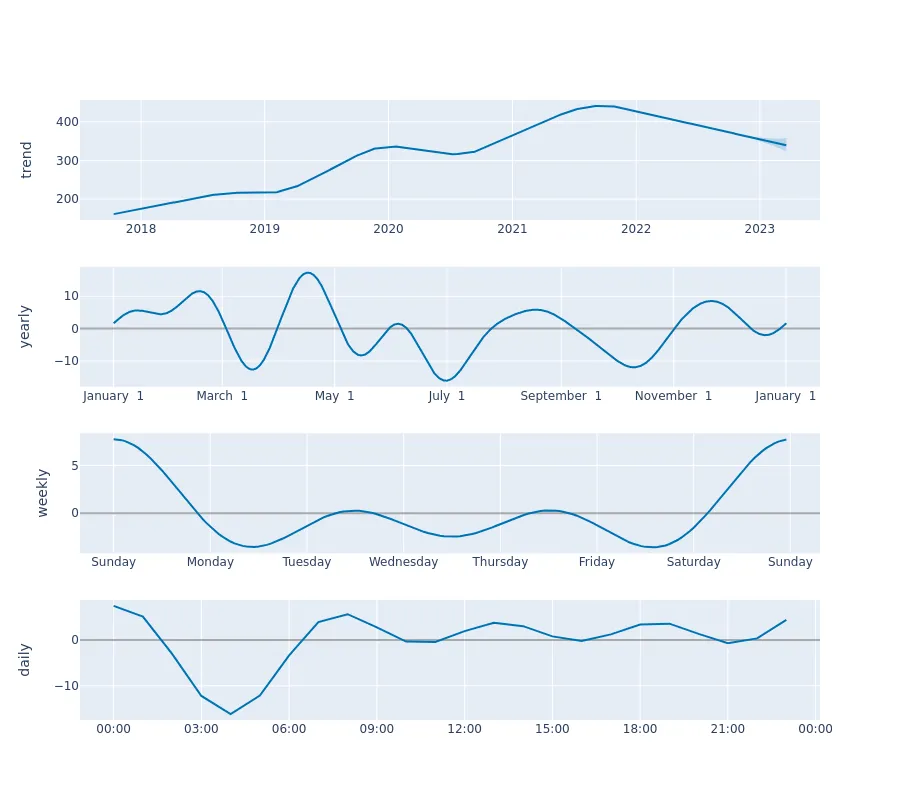 trend
400
300
200
2018 2019 2020 2021 2022 2023
yearly
10
0
−10
January 1 March 1 May 1 July 1 September 1 November 1 January 1
weekly
5
0
Sunday Monday Tuesday Wednesday Thursday Friday Saturday Sunday
daily
0
−10
00:00 03:00 06:00 09:00 12:00 15:00 18:00 21:00 00:00